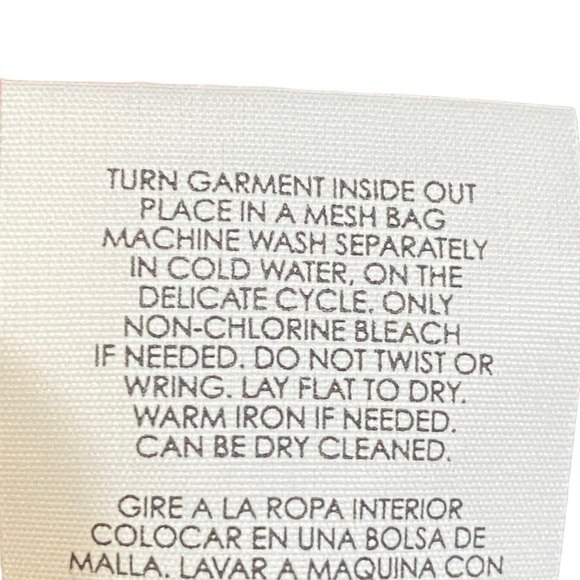 TURN GARMENT INSIDE OUT
PLACE IN A MESH BAG
MACHINE WASH SEPARATELY
IN COLD WATER, ON THE
DELICATE CYCLE. ONLY
NON-CHLORINE BLEACH
IF NEEDED. DO NOT TWIST OR
WRING. LAY FLAT TO DRY.
WARM IRON IF NEEDED.
CAN BE DRY CLEANED.
GIRE A LA ROPA INTERIOR
COLOCAR EN UNA BOLSA DE
MALLA. LAVAR A MAQUINA CON